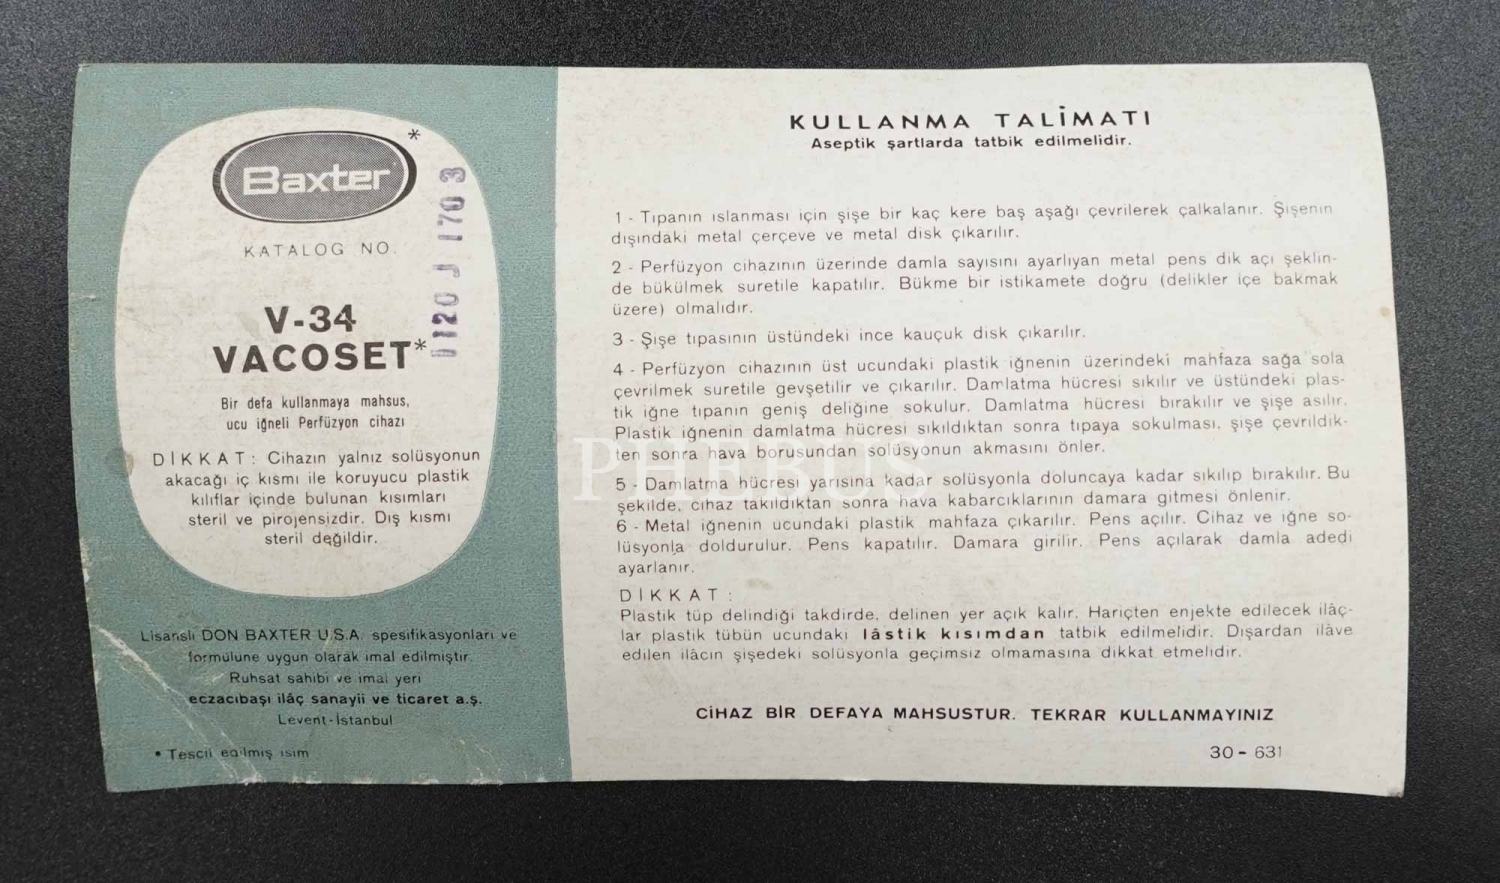 Baxter*
KATALOG NO.
V-34
VACOSET*
1120 J 1703
Bir defa kullanmaya mahsus,
ucu iğneli Perfüzyon cihazı
DİKKAT: Cihazın yalnız solüsyonun
akacağı iç kısmı ile koruyucu plastik
kılıflar içinde bulunan kısımları
steril ve pirojensizdir. Dış kısmı
steril değildir.
Lisanslı DON BAXTER U.S.A. spesifikasyonları ve
formülüne uygun olarak imal edilmiştir.
Ruhsat sahibi ve imal yeri
eczacıbaşı ilâç sanayii ve ticaret a.ş.
Levent-İstanbul
* Tescil edilmiş isim
KULLANMA TALİMATI
Aseptik şartlarda tatbik edilmelidir.
1 - Tıpanın ıslanması için şişe bir kaç kere baş aşağı çevrilerek çalkalanır. Şişenin
dışındaki metal çerçeve ve metal disk çıkarılır.
2 - Perfüzyon cihazının üzerinde damla sayısını ayarlıyan metal pens dik açı şeklin-
de bükülmek suretile kapatılır. Bükme bir istikamete doğru (delikler içe bakmak
üzere) olmalıdır.
3 - Şişe tıpasının üstündeki ince kauçuk disk çıkarılır.
4 - Perfüzyon cihazının üst ucundaki plastik iğnenin üzerindeki mahfaza sağa sola
çevrilmek suretile gevşetilir ve çıkarılır. Damlatma hücresi sıkılır ve üstündeki plas-
tik iğne tıpanın geniş deliğine sokulur. Damlatma hücresi bırakılır ve şişe asılır.
Plastik iğnenin damlatma hücresi sıkıldıktan sonra tıpaya sokulması, şişe çevrildik-
ten sonra hava borusundan solüsyonun akmasını önler.
5 - Damlatma hücresi yarısına kadar solüsyonla doluncaya kadar sıkılıp bırakılır. Bu
şekilde, cihaz takıldıktan sonra hava kabarcıklarının damara gitmesi önlenir.
6 - Metal iğnenin ucundaki plastik mahfaza çıkarılır. Pens açılır. Cihaz ve iğne so-
lüsyonla doldurulur. Pens kapatılır. Damara girilir. Pens açılarak damla adedi
ayarlanır.
DİKKAT:
Plastik tüp delindiği takdirde, delinen yer açık kalır. Hariçten enjekte edilecek ilâç-
lar plastik tübün ucundaki lâstik kısımdan tatbik edilmelidir. Dışardan ilâve
edilen ilâcın şişedeki solüsyonla geçimsiz olmamasına dikkat etmelidir.
CİHAZ BİR DEFAYA MAHSUSTUR. TEKRAR KULLANMAYINIZ
30 - 631
PHEBUS